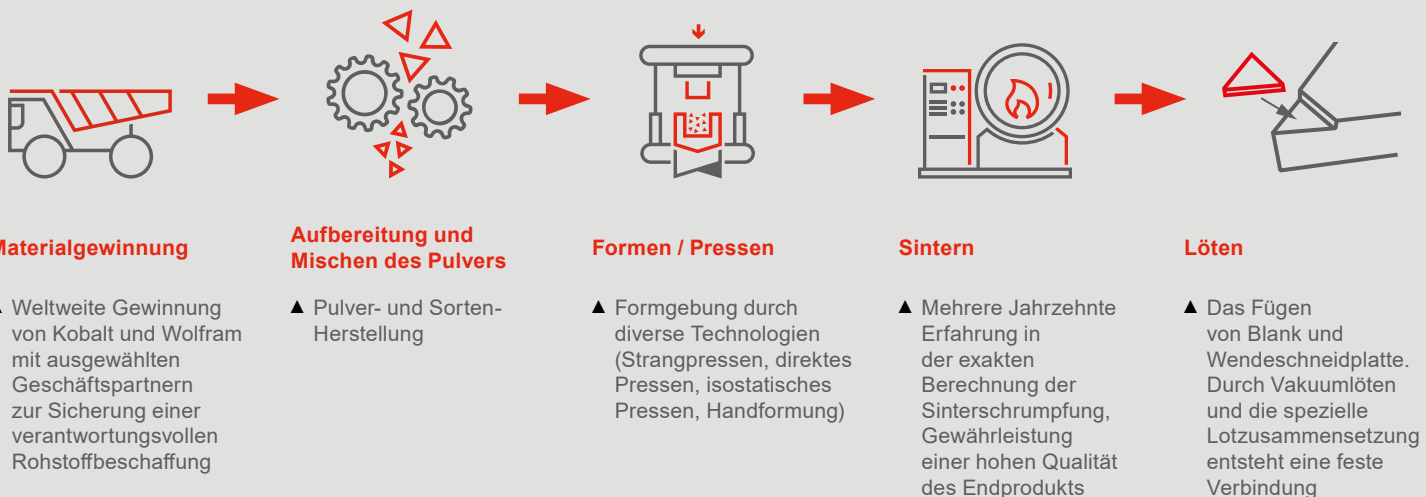 Materialgewinnung
▲ Weltweite Gewinnung
von Kobalt und Wolfram
mit ausgewählten
Geschäftspartnern
zur Sicherung einer
verantwortungsvollen
Rohstoffbeschaffung
Aufbereitung und
Mischen des Pulvers
▲ Pulver- und Sorten-
Herstellung
Formen / Pressen
▲ Formgebung durch
diverse Technologien
(Strangpressen, direktes
Pressen, isostatisches
Pressen, Handformung)
Sintern
▲ Mehrere Jahrzehnte
Erfahrung in
der exakten
Berechnung der
Sinterschrumpfung,
Gewährleistung
einer hohen Qualität
des Endprodukts
Löten
▲ Das Fügen
von Blank und
Wendeschneidplatte.
Durch Vakuumlöten
und die spezielle
Lotzusammensetzung
entsteht eine feste
Verbindung